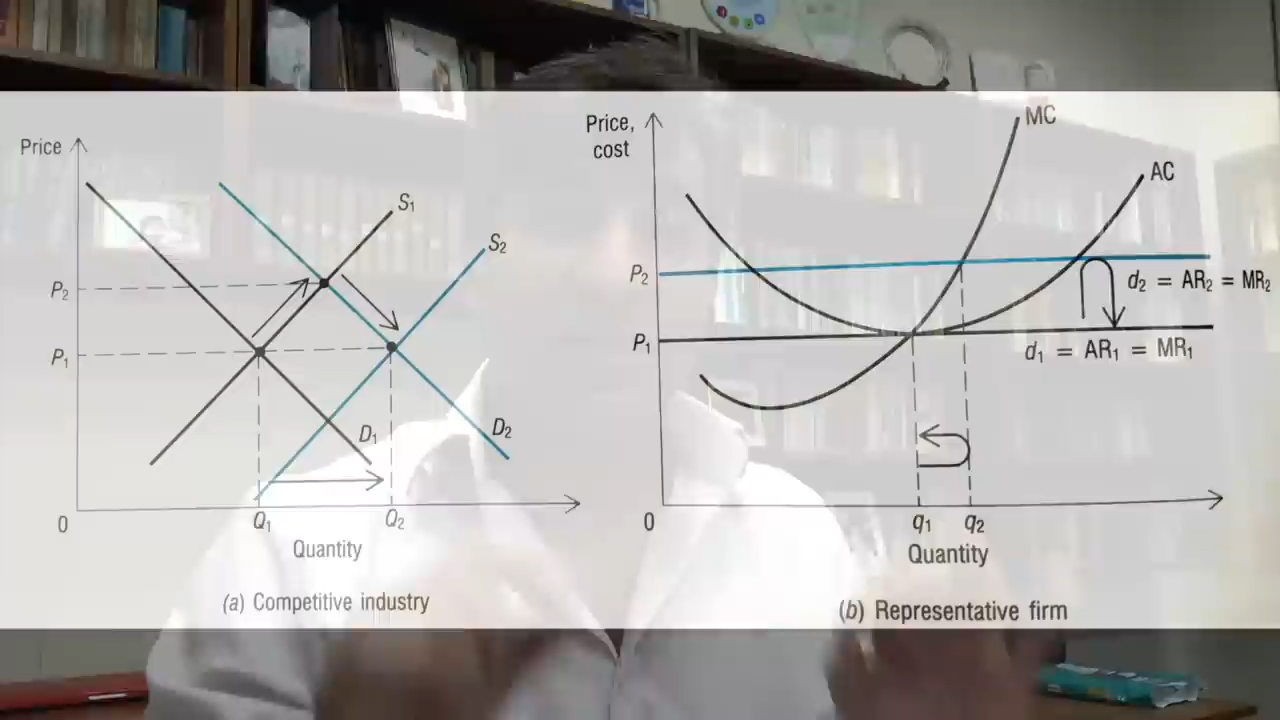 Price
P₂
P₁
S₁
S₂
D₁
D₂
0
Q₁
Q₂
Quantity
(a) Competitive industry
Price,
cost
MC
AC
P₂
P₁
d₂ = AR₂ = MR₂
d₁ = AR₁ = MR₁
0
q₁
q₂
Quantity
(b) Representative firm